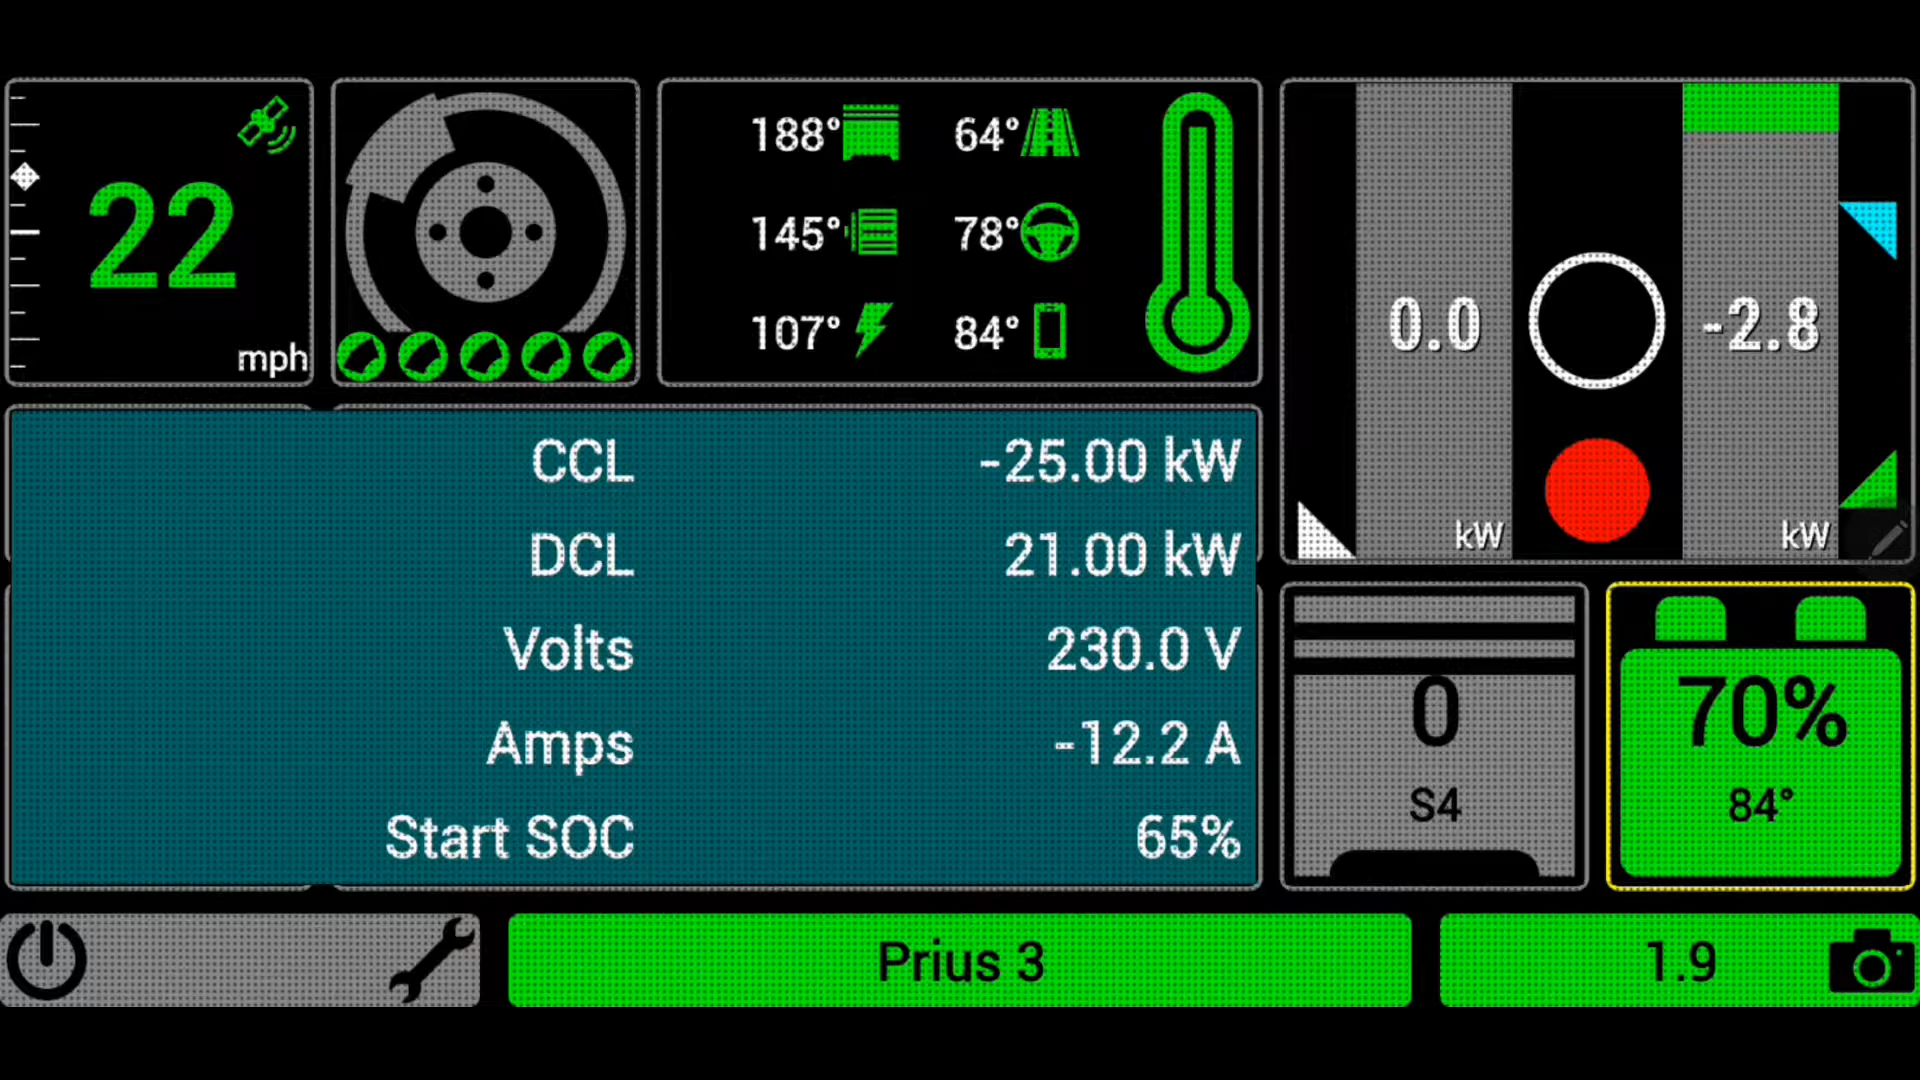 22
mph
188° 64°
145° 78°
107° 84°
0.0 -2.8
kW kW
CCL -25.00 kW
DCL 21.00 kW
Volts 230.0 V
Amps -12.2 A
Start SOC 65%
0
S4
70%
84°
Prius 3
1.9